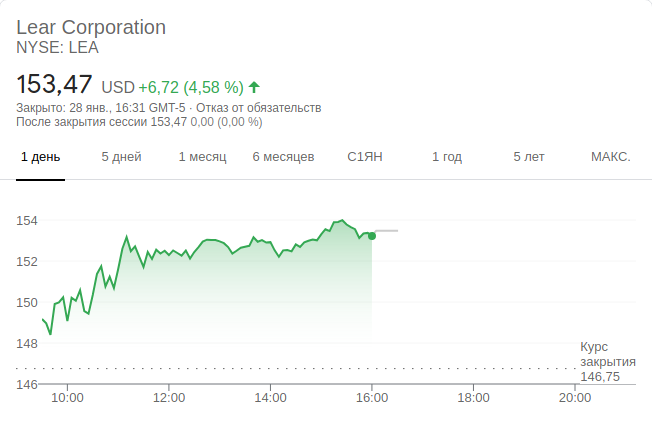 Lear Corporation
NYSE: LEA
153,47 USD +6,72 (4,58 %)
Закрыто: 28 янв., 16:31 GMT-5 · Отказ от обязательств
После закрытия сессии 153,47 0,00 (0,00 %)
1 день 5 дней 1 месяц 6 месяцев С1ЯН 1 год 5 лет МАКС.
154
152
150
148
Курс
закрытия
146,75
146
10:00 12:00 14:00 16:00 18:00 20:00